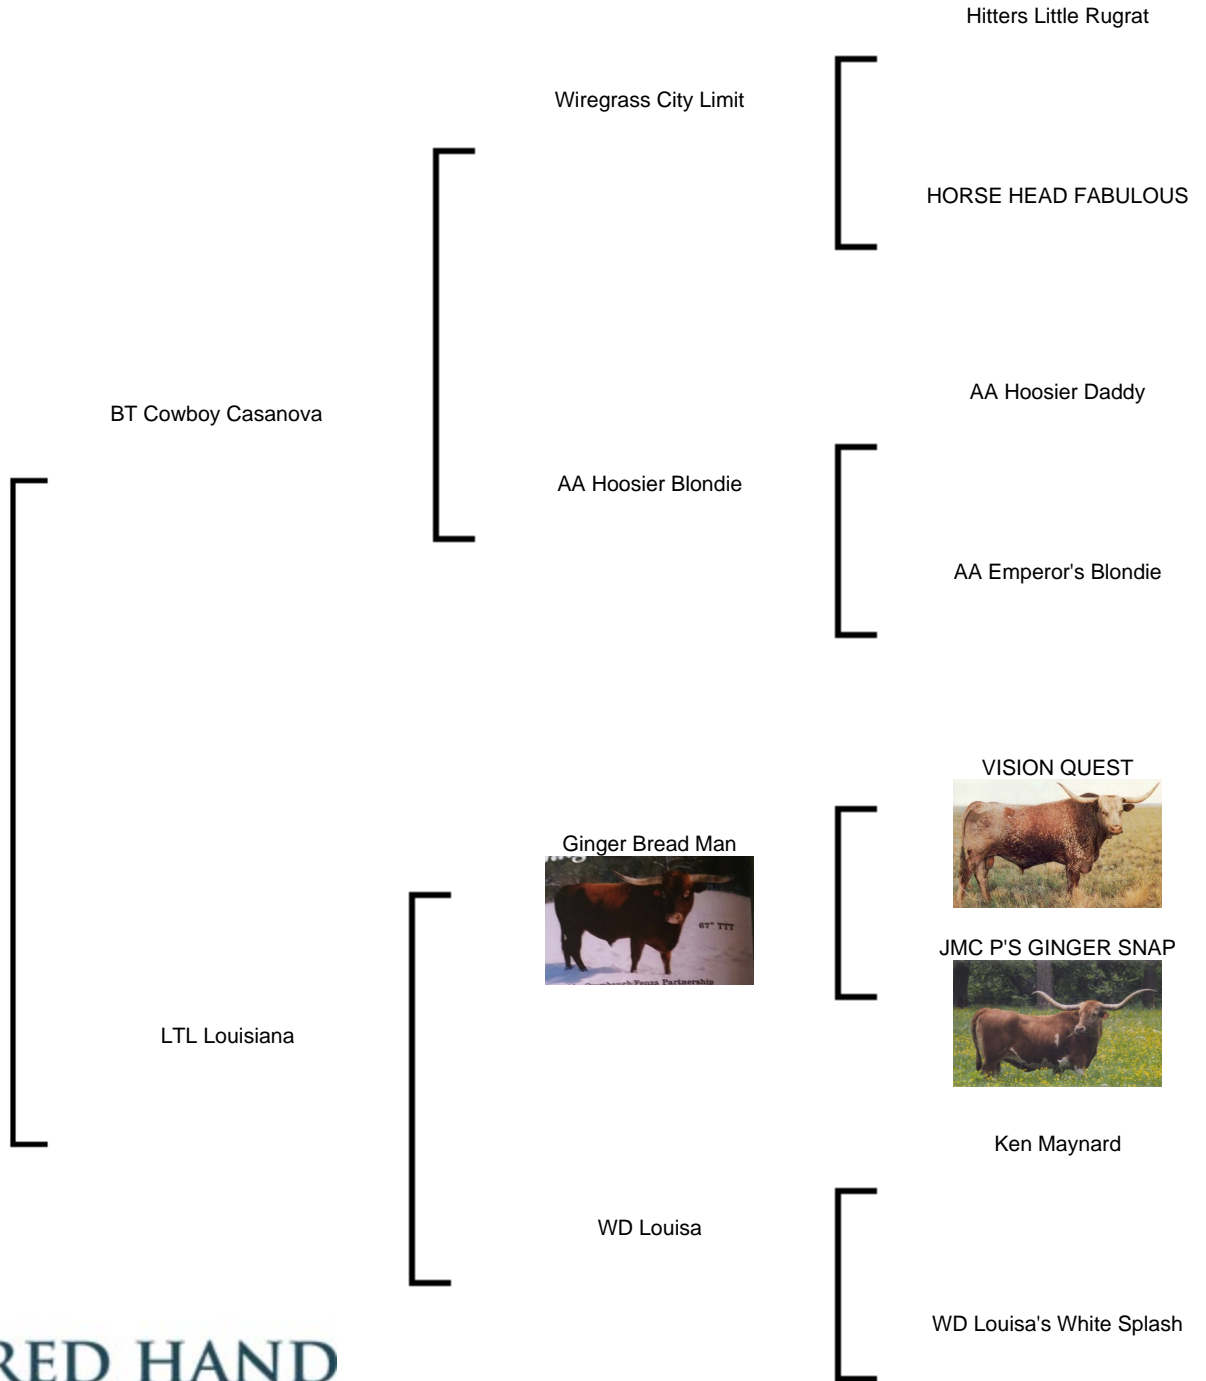 Hitters Little Rugrat
Wiregrass City Limit
HORSE HEAD FABULOUS
BT Cowboy Casanova
AA Hoosier Daddy
AA Hoosier Blondie
AA Emperor's Blondie
VISION QUEST
Ginger Bread Man
67" TTT
JMC P'S GINGER SNAP
LTL Louisiana
Ken Maynard
WD Louisa
WD Louisa's White Splash
RED HAND